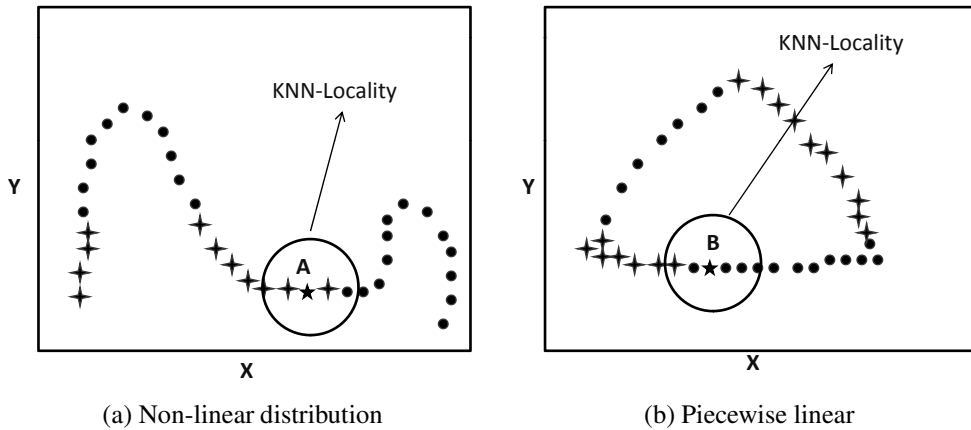 KNN-Locality
Y
A
X
(a) Non-linear distribution
KNN-Locality
Y
B
X
(b) Piecewise linear